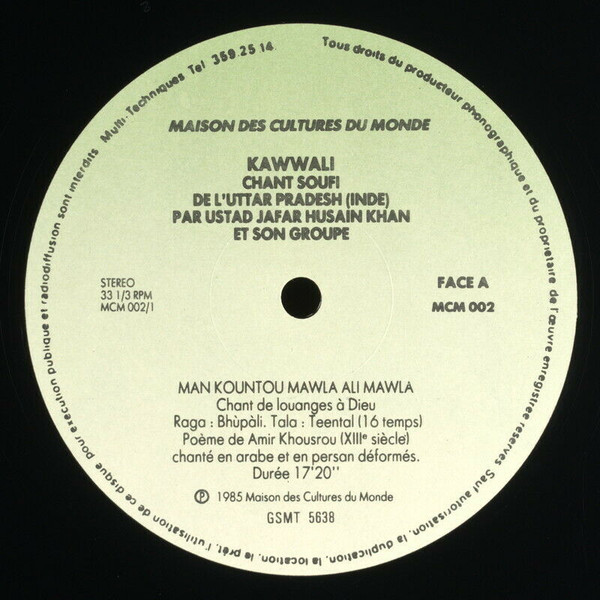 Tous droits du producteur phonographique et du propriétaire de l'œuvre enregistrée réservés Sauf autorisation, la duplication, la location, le prêt, l'utilisation de ce disque pour exécution publique et radiodiffusion sont interdits Multi-Techniques Tel 359.25 14
MAISON DES CULTURES DU MONDE
KAWWALI
CHANT SOUFI
DE L'UTTAR PRADESH (INDE)
PAR USTAD JAFAR HUSAIN KHAN
ET SON GROUPE
STEREO
33 1/3 RPM
MCM 002/1
FACE A
MCM 002
MAN KOUNTOU MAWLA ALI MAWLA
Chant de louanges à Dieu
Raga : Bhùpàli. Tala : Teental (16 temps)
Poème de Amir Khousrou (XIIIe siècle)
chanté en arabe et en persan déformés.
Durée 17'20''
℗ 1985 Maison des Cultures du Monde
GSMT 5638